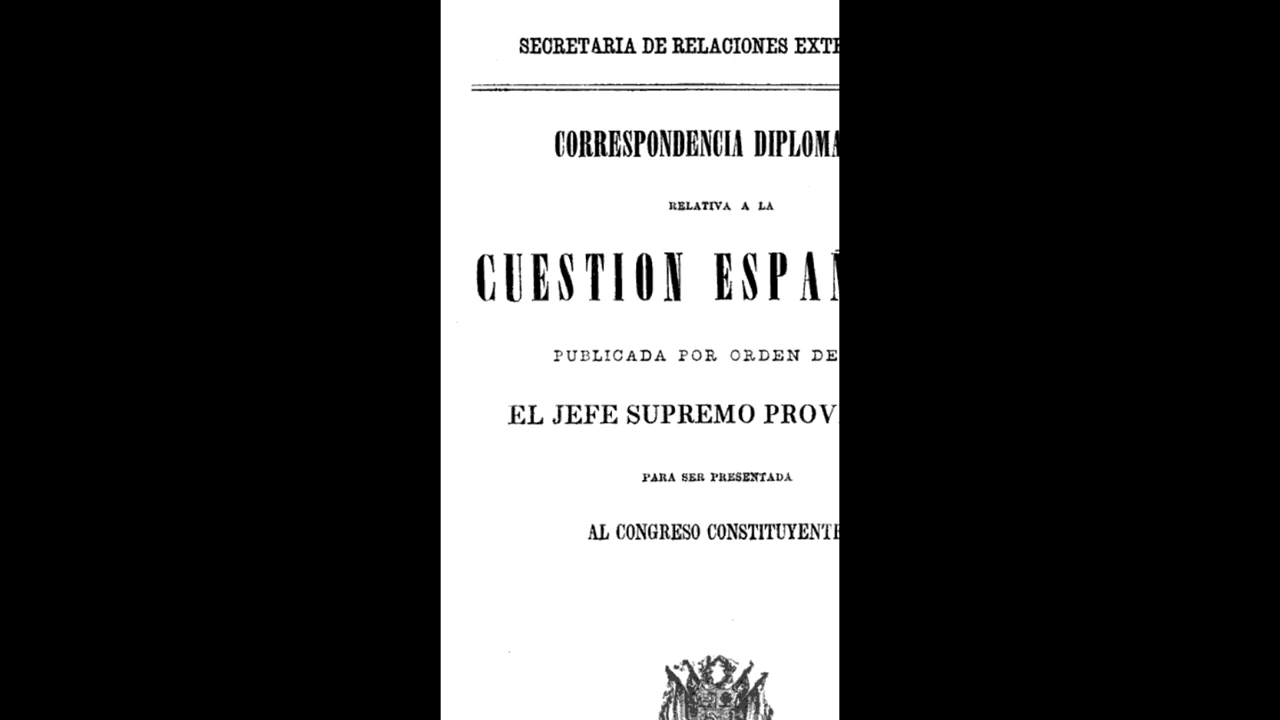 SECRETARIA DE RELACIONES EXTE
CORRESPONDENCIA DIPLOMA
RELATIVA A LA
CUESTION ESPAÑ
PUBLICADA POR ORDEN DE
EL JEFE SUPREMO PROV
PARA SER PRESENTADA
AL CONGRESO CONSTITUYENTE